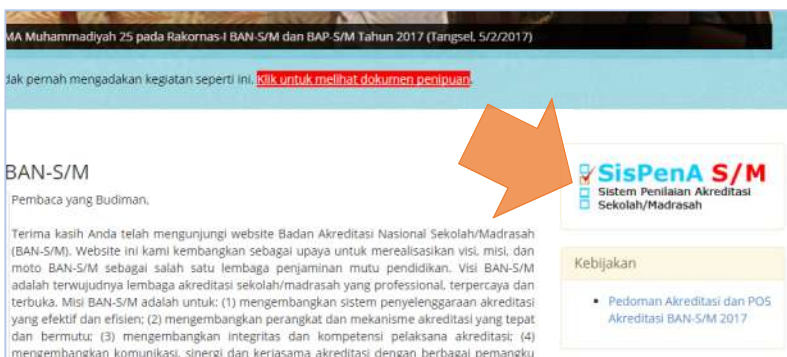 MA Muhammadiyah 25 pada Rakornas-I BAN-S/M dan BAP-S/M Tahun 2017 (Tangsel, 5/2/2017)
dak pernah mengadakan kegiatan seperti ini. Klik untuk melihat dokumen penipuan.
BAN-S/M
Pembaca yang Budiman,
Terima kasih Anda telah mengunjungi website Badan Akreditasi Nasional Sekolah/Madrasah
(BAN-S/M). Website ini kami kembangkan sebagai upaya untuk merealisasikan visi, misi, dan
moto BAN-S/M sebagai salah satu lembaga penjaminan mutu pendidikan. Visi BAN-S/M
adalah terwujudnya lembaga akreditasi sekolah/madrasah yang professional, terpercaya dan
terbuka. Misi BAN-S/M adalah untuk: (1) mengembangkan sistem penyelenggaraan akreditasi
yang efektif dan efisien; (2) mengembangkan perangkat dan mekanisme akreditasi yang tepat
dan bermutu; (3) mengembangkan integritas dan kompetensi pelaksana akreditasi; (4)
mengembangkan komunikasi, sinergi dan kerjasama akreditasi dengan berbagai pemangku
SisPenA S/M
Sistem Penilaian Akreditasi
Sekolah/Madrasah
Kebijakan
Pedoman Akreditasi dan POS
Akreditasi BAN-S/M 2017